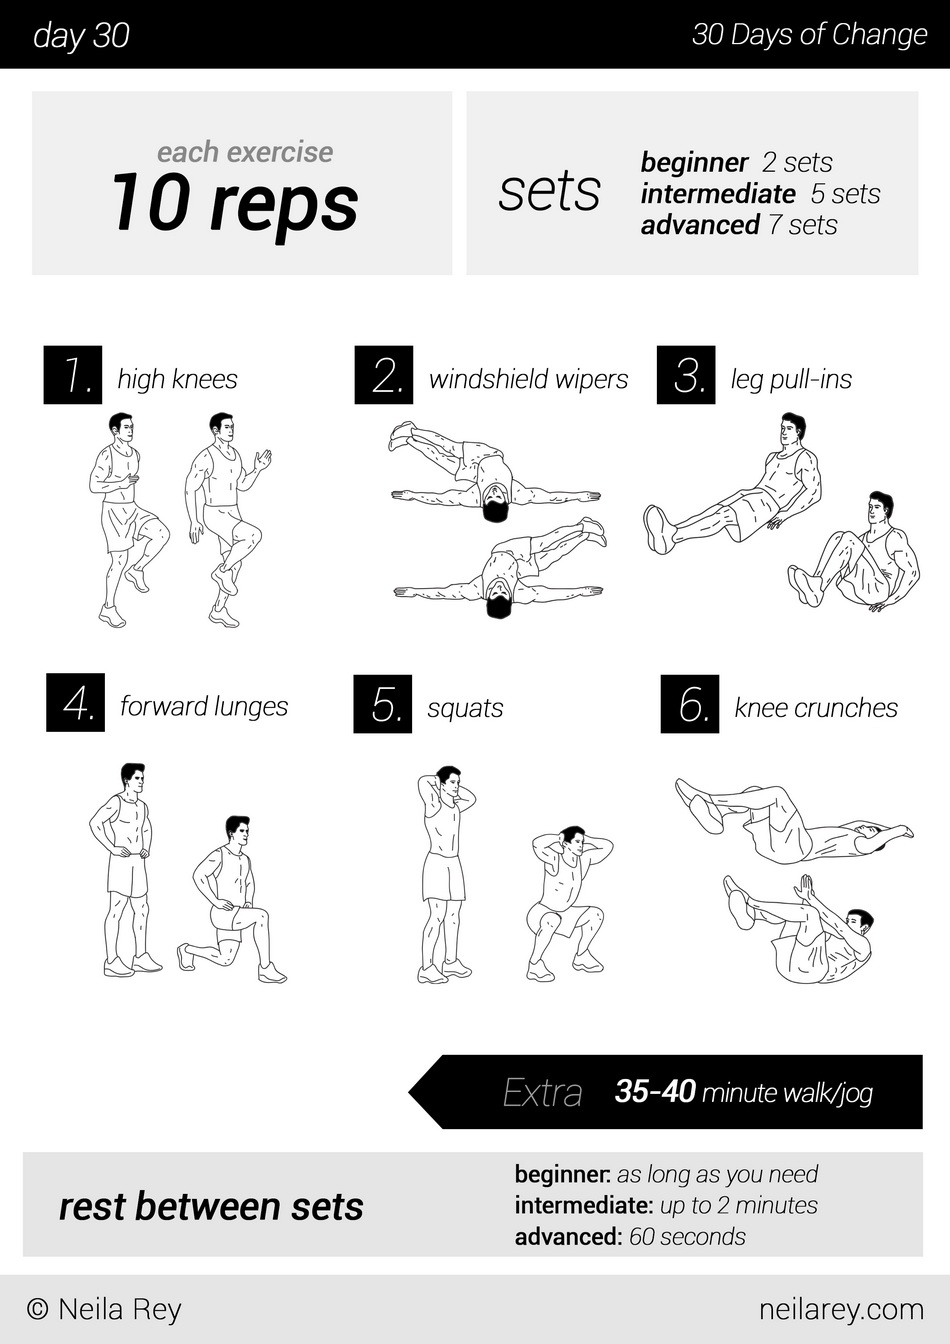 day 30
30 Days of Change
each exercise
10 reps
sets
beginner 2 sets
intermediate 5 sets
advanced 7 sets
1. high knees
2. windshield wipers
3. leg pull-ins
4. forward lunges
5. squats
6. knee crunches
Extra 35-40 minute walk/jog
rest between sets
beginner: as long as you need
intermediate: up to 2 minutes
advanced: 60 seconds
© Neila Rey
neilarey.com